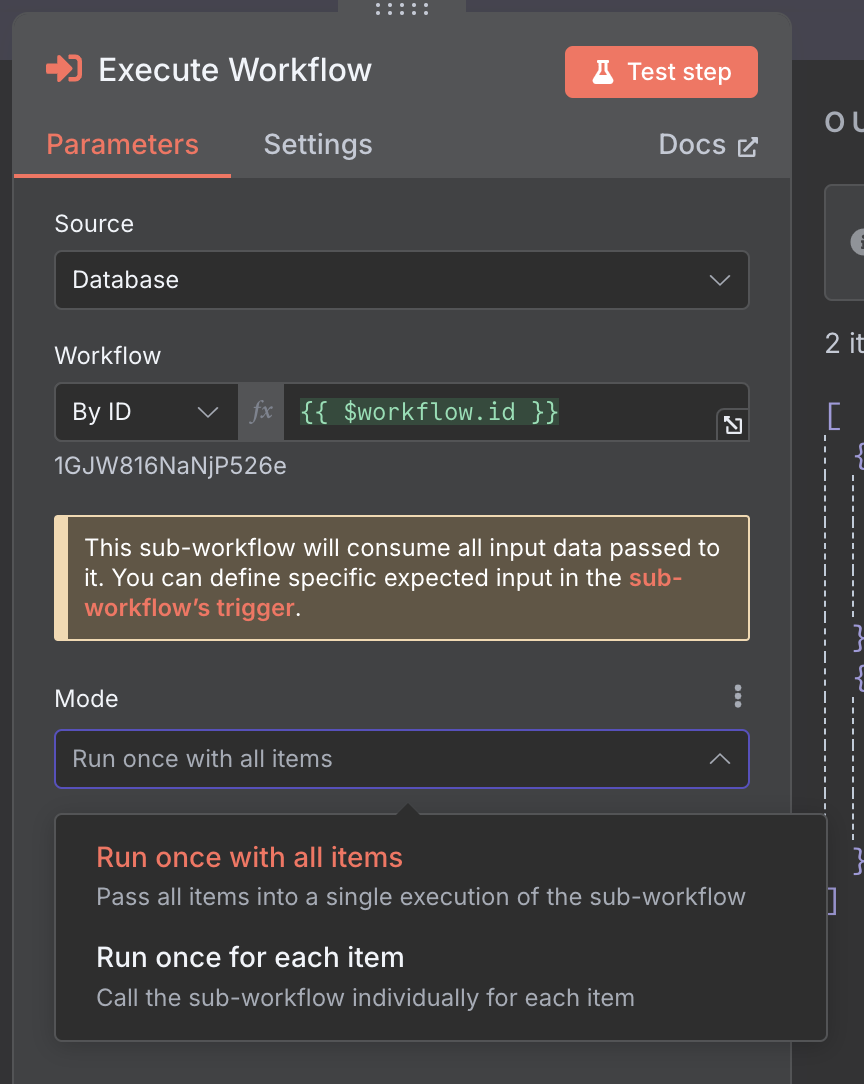 Execute Workflow
Test step
Parameters
Settings
Docs
OU
Source
Database
Workflow
By ID
fx
{{ $workflow.id }}
1GJW816NaNjP526e
2 it
[
{
}
{
}
]
This sub-workflow will consume all input data passed to
it. You can define specific expected input in the sub-
workflow’s trigger.
Mode
Run once with all items
Run once with all items
Pass all items into a single execution of the sub-workflow
Run once for each item
Call the sub-workflow individually for each item